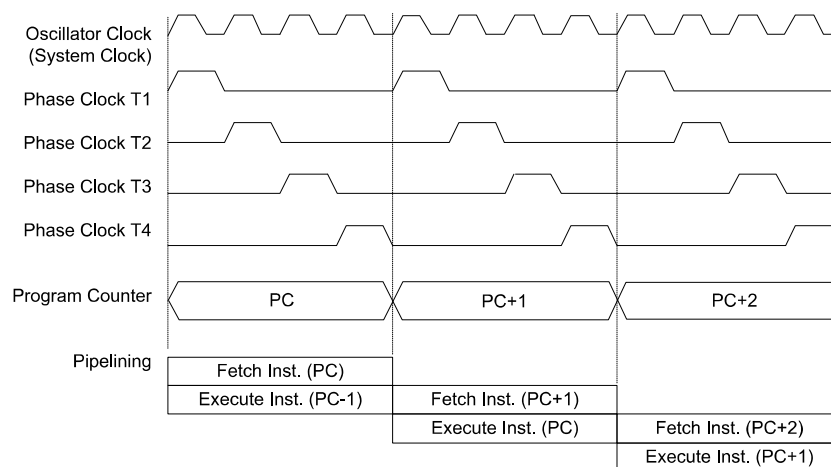 Oscillator Clock
(System Clock)
Phase Clock T1
Phase Clock T2
Phase Clock T3
Phase Clock T4
Program Counter
PC
PC+1
PC+2
Pipelining
Fetch Inst. (PC)
Execute Inst. (PC-1)
Fetch Inst. (PC+1)
Execute Inst. (PC)
Fetch Inst. (PC+2)
Execute Inst. (PC+1)